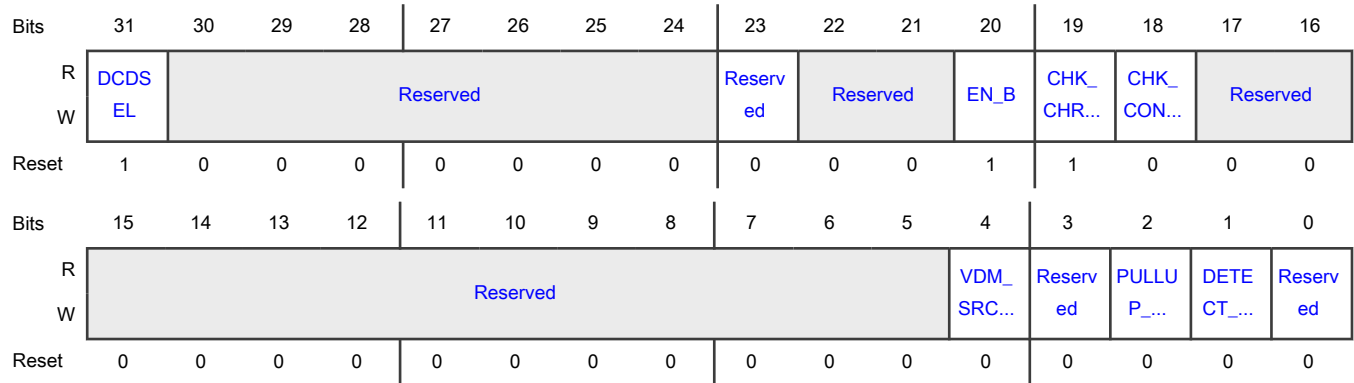 Bits 31 30 29 28 27 26 25 24 23 22 21 20 19 18 17 16
R DCDS Reserv CHK_ CHK_
Reserved Reserved EN_B Reserved
W EL ed CHR... CON...
Reset 1 0 0 0 0 0 0 0 0 0 0 1 1 0 0 0
Bits 15 14 13 12 11 10 9 8 7 6 5 4 3 2 1 0
R VDM_ Reserv PULLU DETE Reserv
Reserved
W SRC... ed P_... CT_... ed
Reset 0 0 0 0 0 0 0 0 0 0 0 0 0 0 0 0